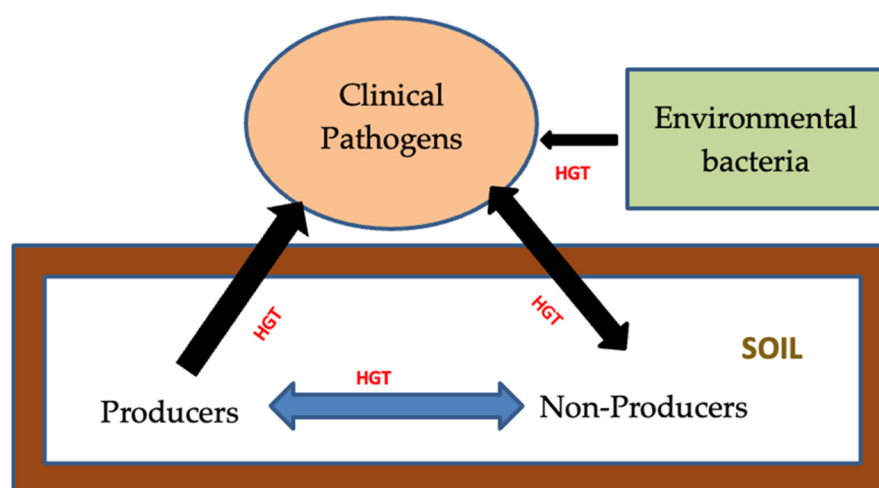 Clinical
Pathogens
Environmental
bacteria
HGT
HGT
HGT
SOIL
HGT
Producers
Non-Producers